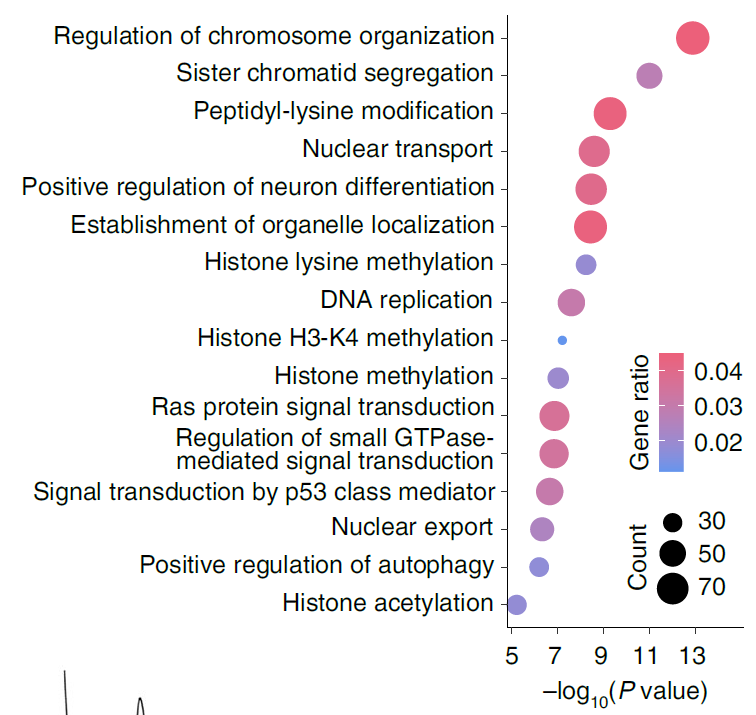 Regulation of chromosome organization
Sister chromatid segregation
Peptidyl-lysine modification
Nuclear transport
Positive regulation of neuron differentiation
Establishment of organelle localization
Histone lysine methylation
DNA replication
Histone H3-K4 methylation
Histone methylation
Ras protein signal transduction
Regulation of small GTPase-
mediated signal transduction
Signal transduction by p53 class mediator
Nuclear export
Positive regulation of autophagy
Histone acetylation
Gene ratio
0.04
0.03
0.02
Count
30
50
70
5 7 9 11 13
–log10(P value)